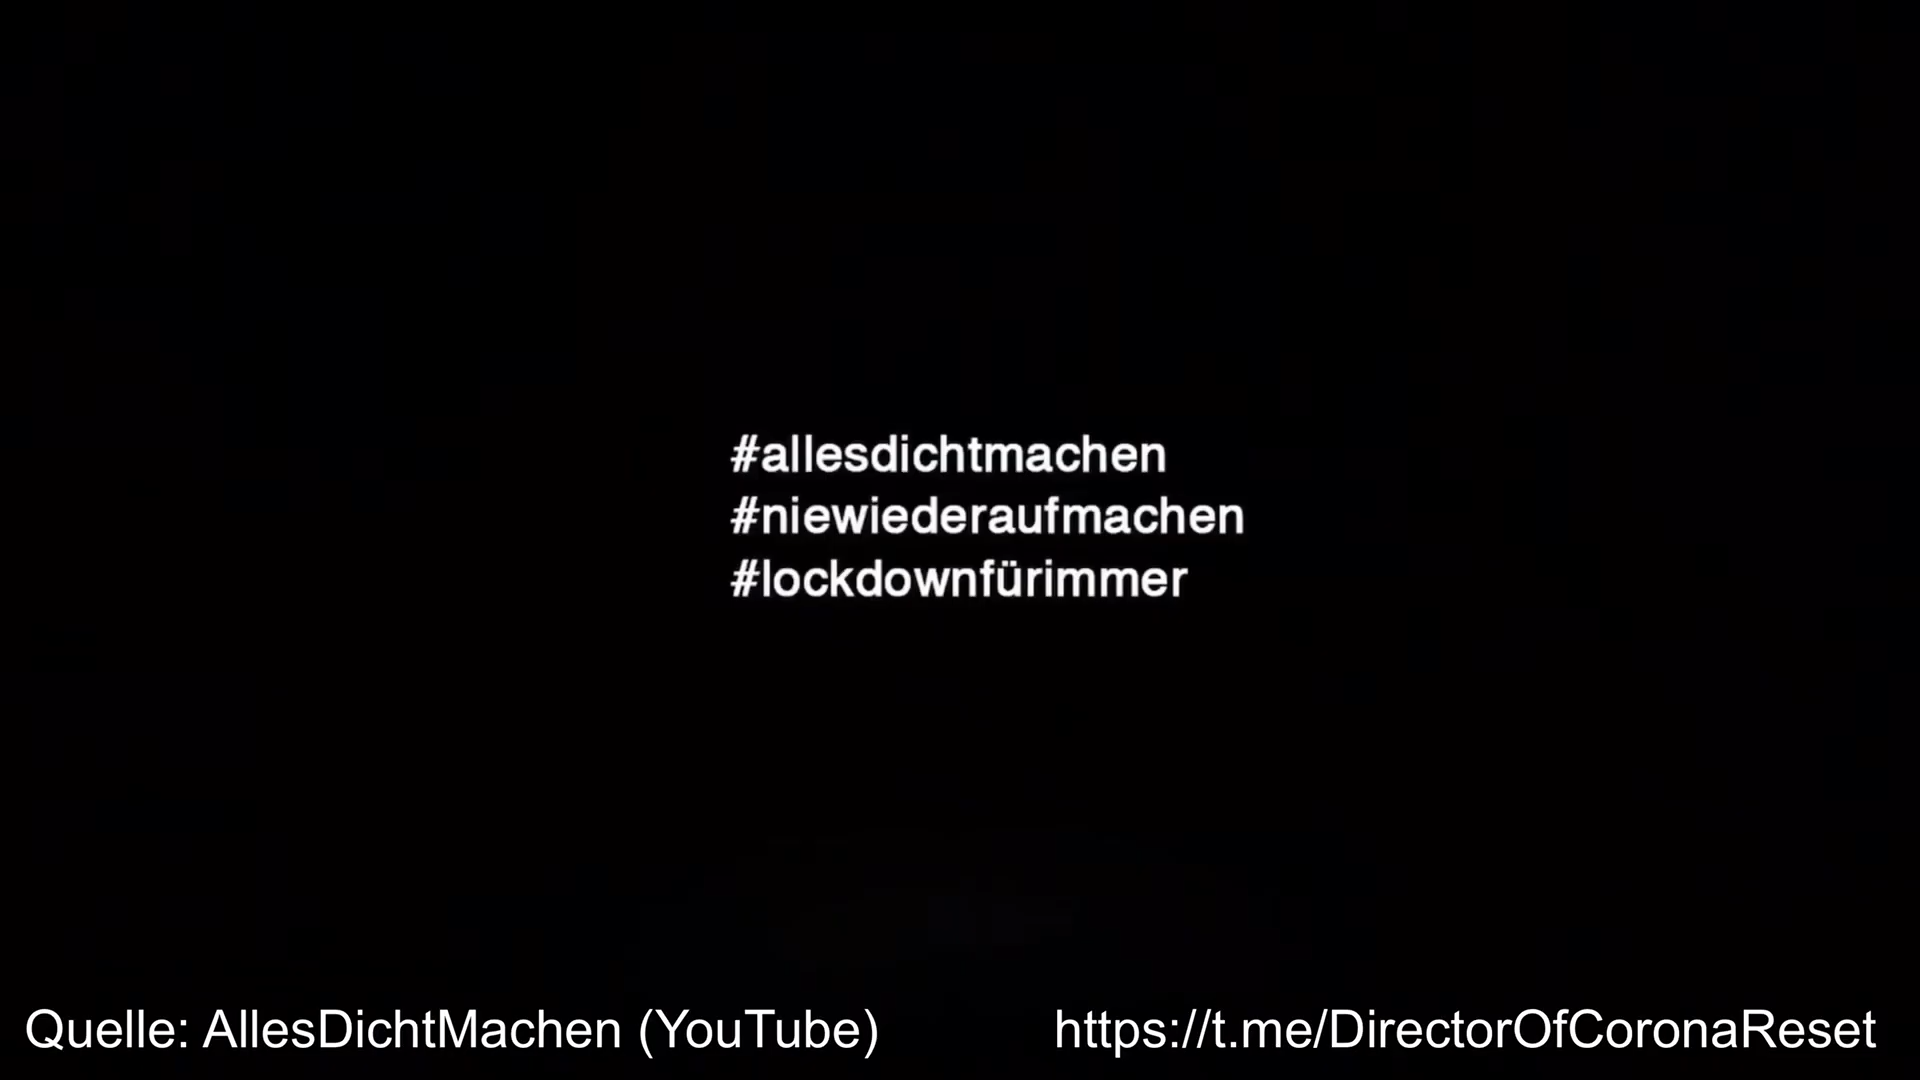 #allesdichtmachen
#niewiederaufmachen
#lockdownfürimmer
Quelle: AllesDichtMachen (YouTube)
https://t.me/DirectorOfCoronaReset